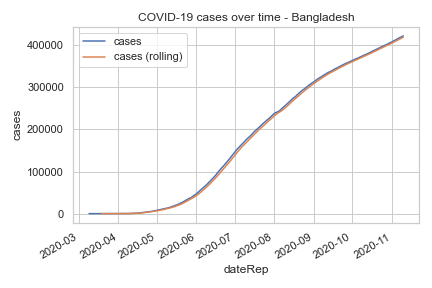 COVID-19 cases over time - Bangladesh
cases
cases (rolling)
400000
300000
200000
100000
0
cases
2020-03
2020-04
2020-05
2020-06
2020-07
2020-08
2020-09
2020-10
2020-11
dateRep